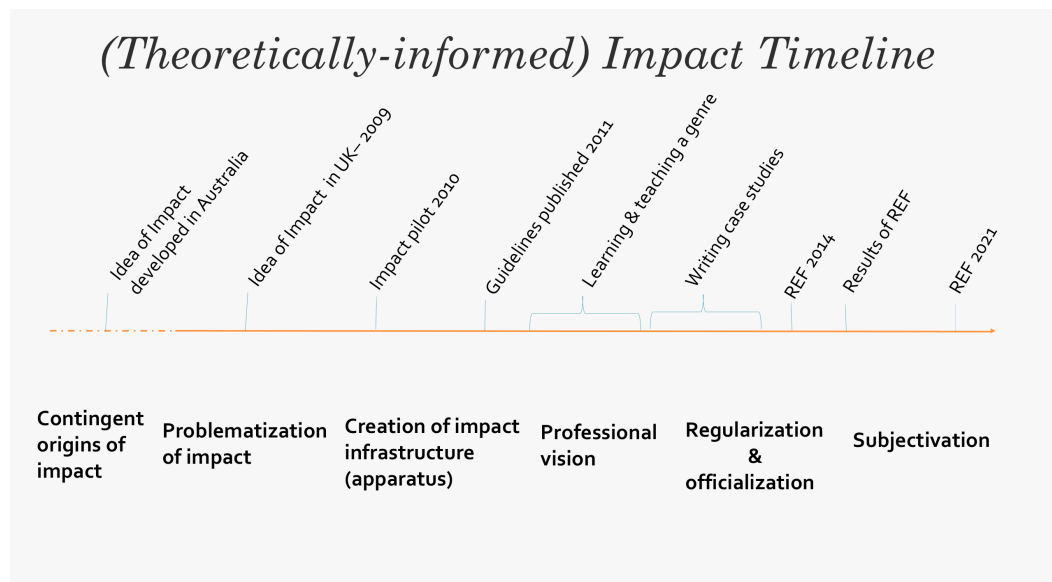 (Theoretically-informed) Impact Timeline
Idea of Impact
developed in Australia
Idea of Impact in UK– 2009
Impact pilot 2010
Guidelines published 2011
Learning & teaching a genre
Writing case studies
REF 2014
Results of REF
REF 2021
Contingent
origins of
impact
Problematization
of impact
Creation of impact
infrastructure
(apparatus)
Professional
vision
Regularization
&
officialization
Subjectivation